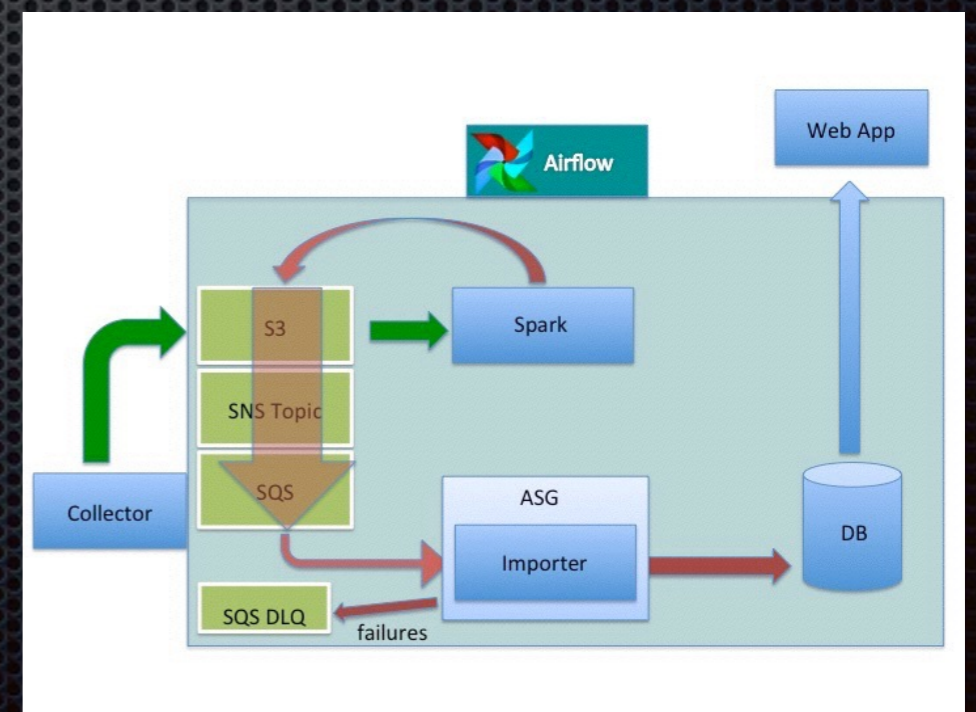 Web App
Airflow
S3
Spark
SNS Topic
SQS
ASG
Collector
Importer
DB
SQS DLQ
failures